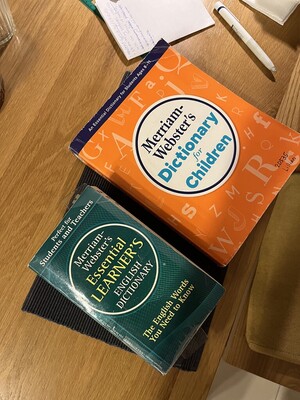 An Essential Dictionary for Students Ages 8-11
Merriam-
Webster's
Dictionary
for
Children
Perfect for
Students and Teachers
Merriam-
Webster's
Essential
LEARNER'S
ENGLISH
DICTIONARY
The English Words
You Need to Know